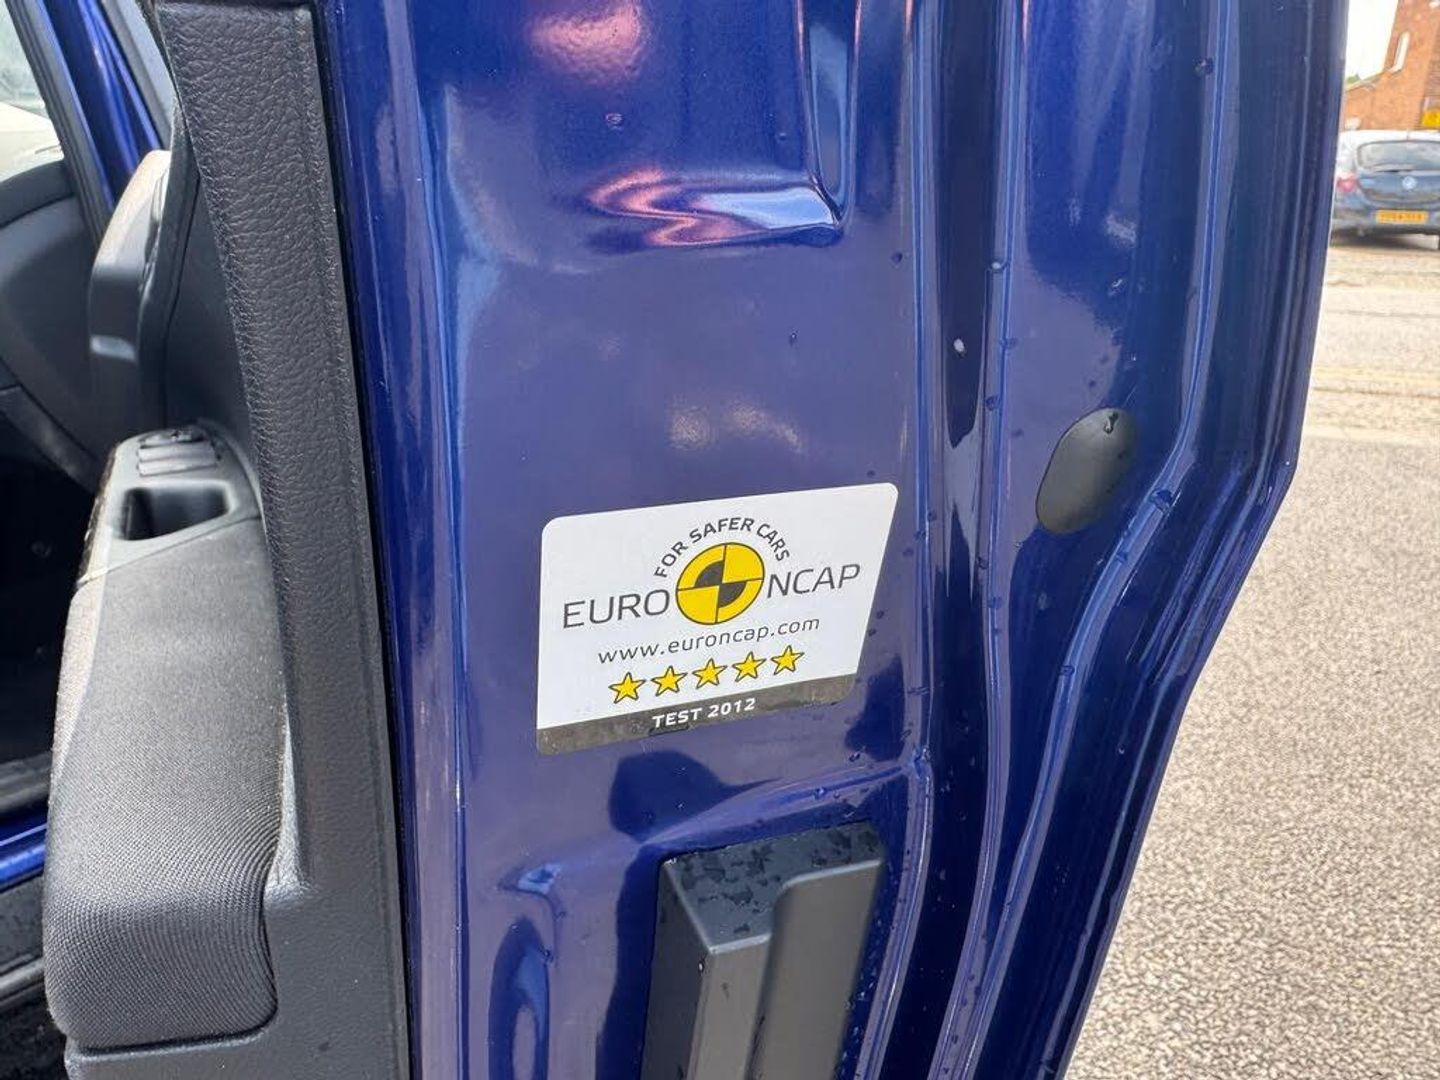 FOR SAFER CARS
EURO NCAP
www.euroncap.com
TEST 2012